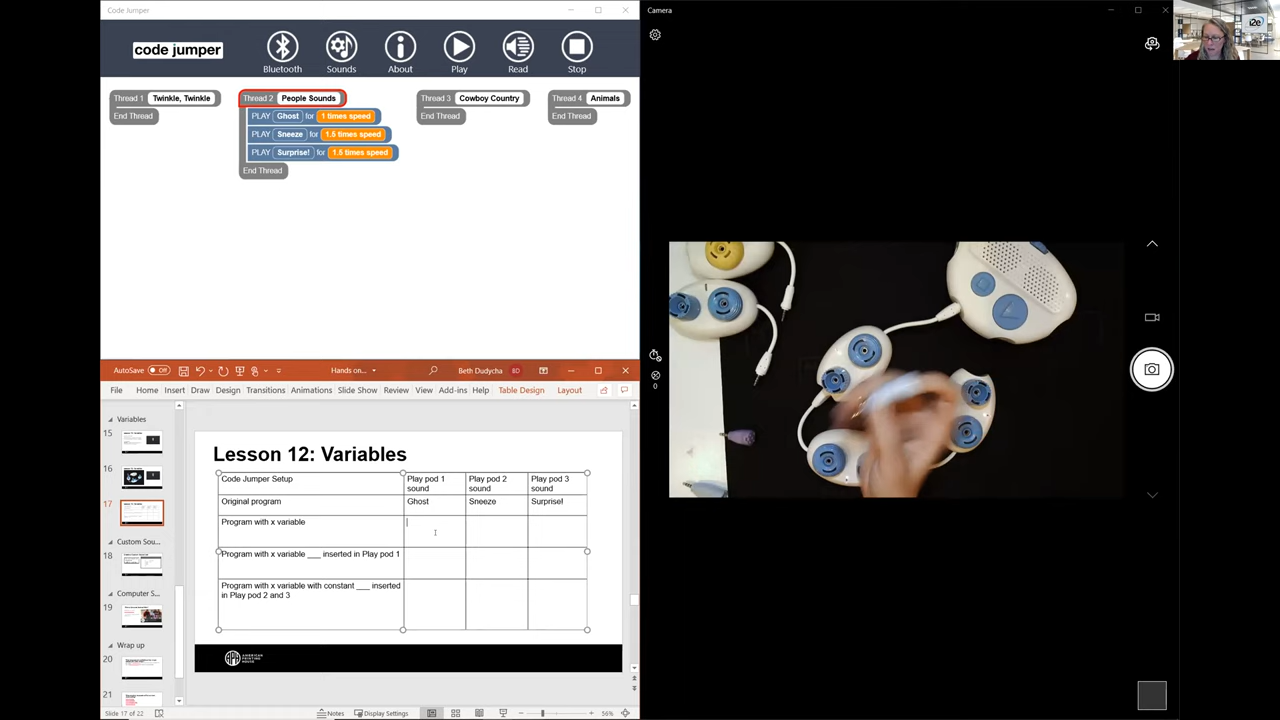 Code Jumper
code jumper
Bluetooth Sounds About Play Read Stop
Thread 1 Twinkle, Twinkle
End Thread
Thread 2 People Sounds
PLAY Ghost for 1 times speed
PLAY Sneeze for 1.5 times speed
PLAY Surprise! for 1.5 times speed
End Thread
Thread 3 Cowboy Country
End Thread
Thread 4 Animals
End Thread
AutoSave Off Hands on... Beth Dudycha BD
File Home Insert Draw Design Transitions Animations Slide Show Review View Add-ins Help Table Design Layout
Variables
15
16
17
Custom Sou...
18
Computer S...
19
Wrap up
20
21
Lesson 12: Variables
Code Jumper Setup
Play pod 1
sound
Play pod 2
sound
Play pod 3
sound
Original program Ghost Sneeze Surprise!
Program with x variable
Program with x variable ___ inserted in Play pod 1
Program with x variable with constant ___ inserted
in Play pod 2 and 3
AMERICAN
PRINTING
HOUSE
Slide 17 of 22 Notes Display Settings 56%
Camera
0
i2e